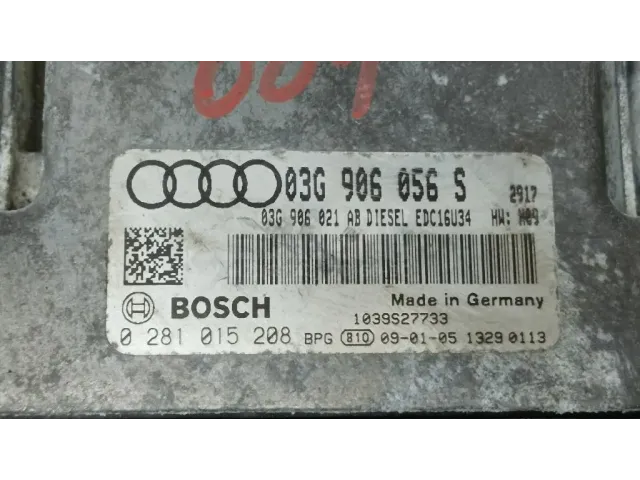 03G 906 056 S 2917
03G 906 021 AB DIESEL EDC16U34 HW: H09
BOSCH Made in Germany
1039S27733
0 281 015 208 BPG 810 09-01-05 1329 0113